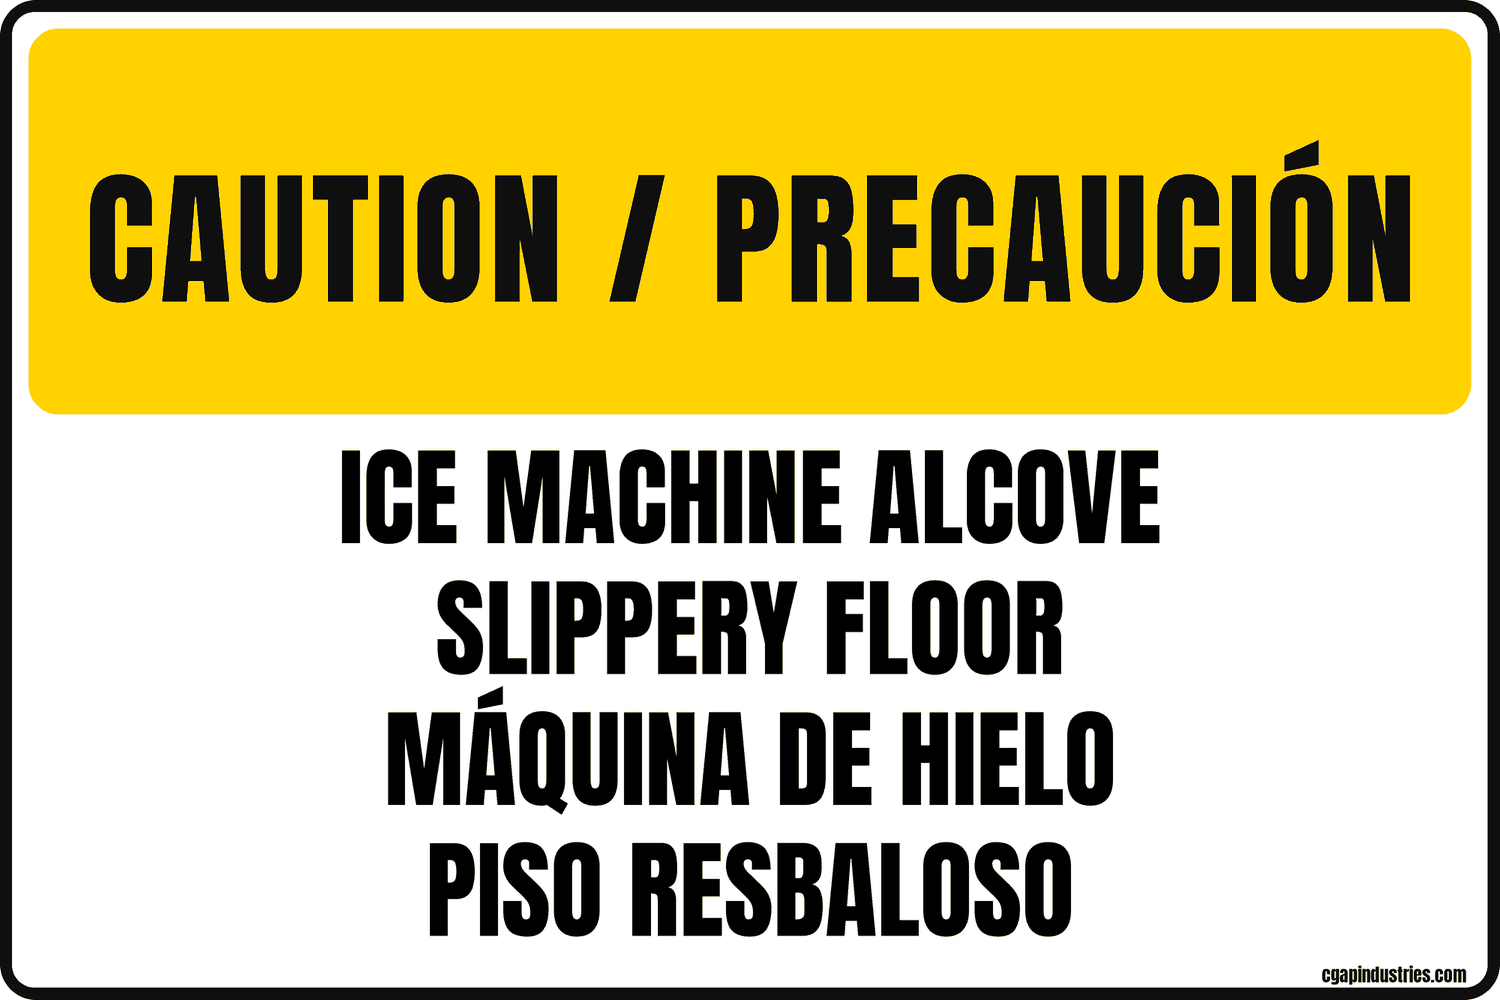 CAUTION / PRECAUCIÓN
ICE MACHINE ALCOVE
SLIPPERY FLOOR
MÁQUINA DE HIELO
PISO RESBALOSO
cgapindustries.com